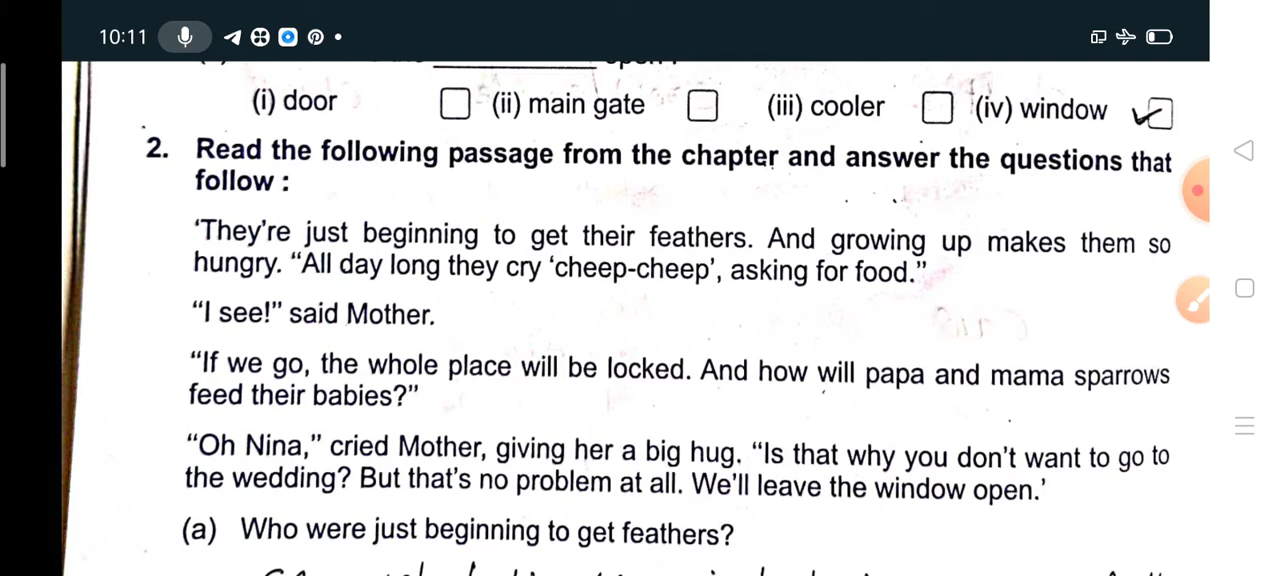 10:11
(i) door (ii) main gate (iii) cooler (iv) window
2. Read the following passage from the chapter and answer the questions that
follow :
'They're just beginning to get their feathers. And growing up makes them so
hungry. "All day long they cry 'cheep-cheep', asking for food."
"I see!" said Mother.
"If we go, the whole place will be locked. And how will papa and mama sparrows
feed their babies?"
"Oh Nina," cried Mother, giving her a big hug. "Is that why you don't want to go to
the wedding? But that's no problem at all. We'll leave the window open.'
(a) Who were just beginning to get feathers?